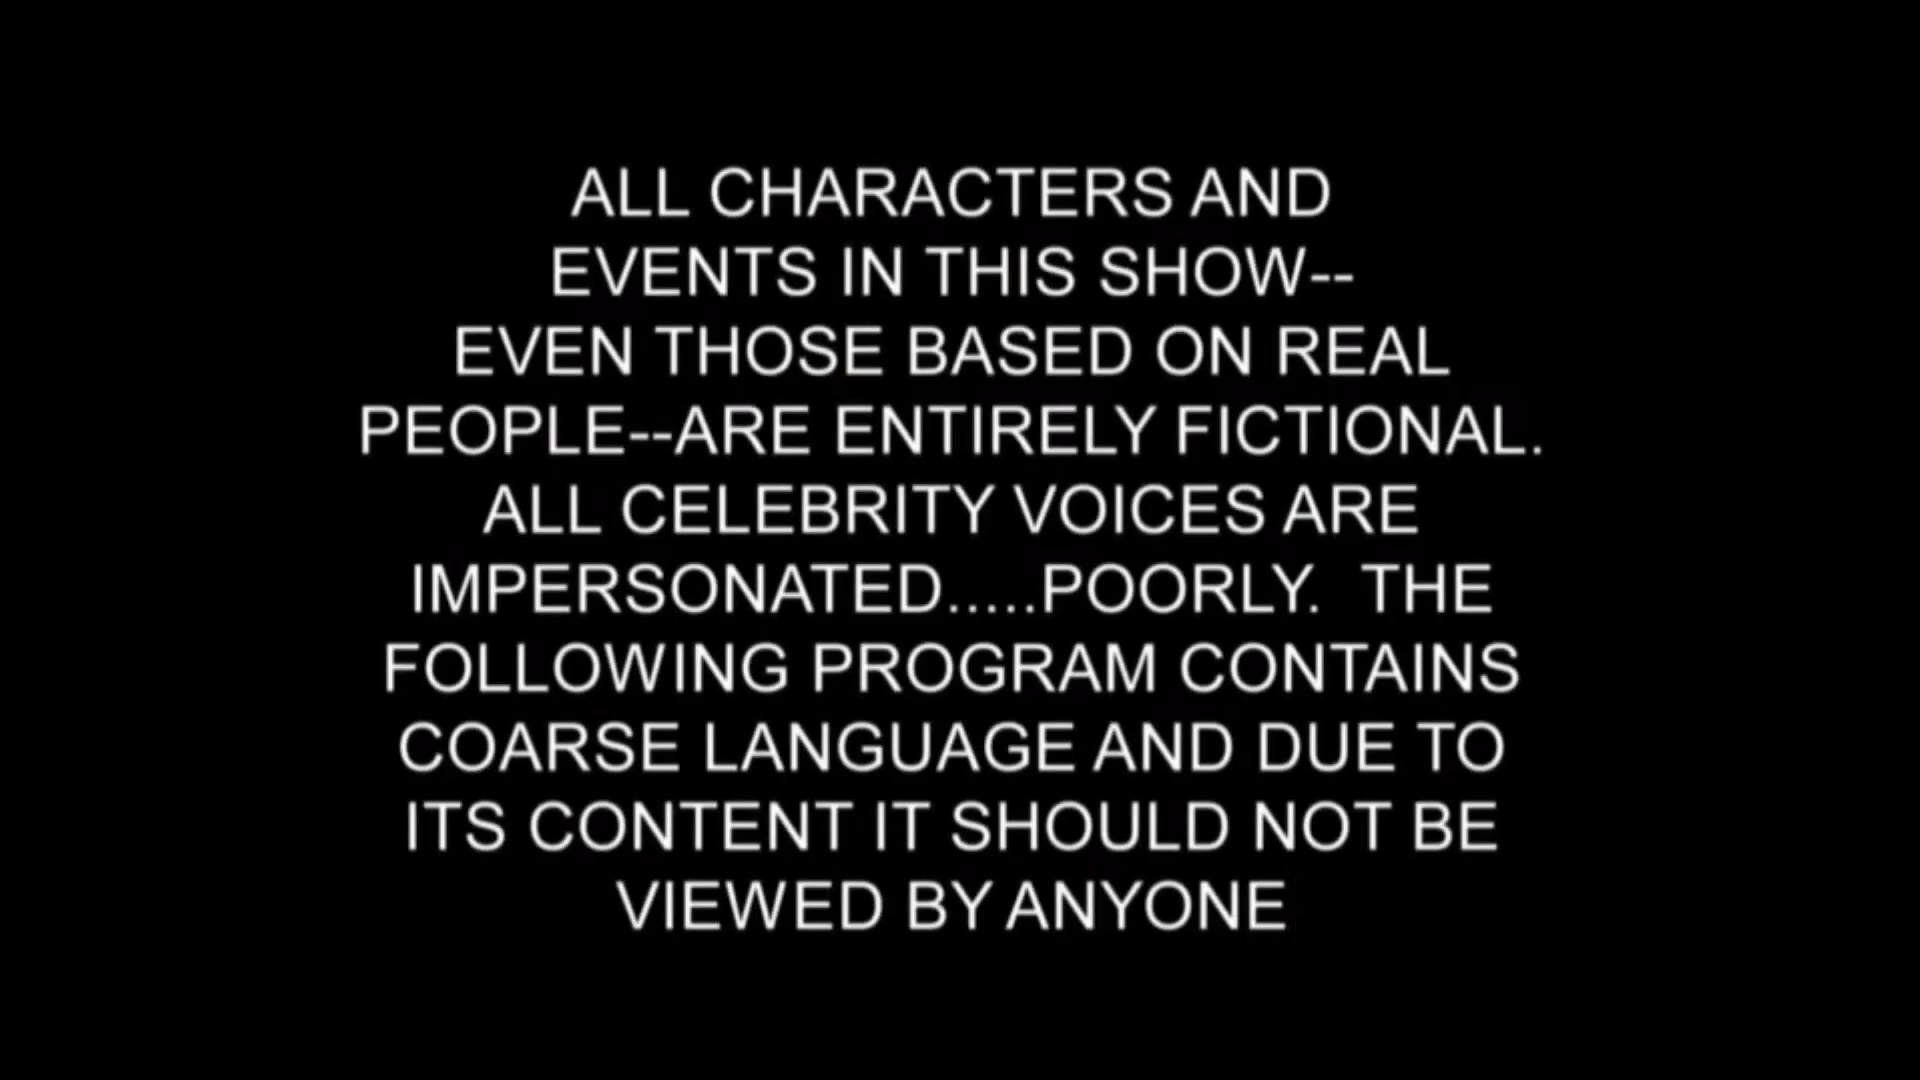 ALL CHARACTERS AND
EVENTS IN THIS SHOW--
EVEN THOSE BASED ON REAL
PEOPLE--ARE ENTIRELY FICTIONAL.
ALL CELEBRITY VOICES ARE
IMPERSONATED.....POORLY.  THE
FOLLOWING PROGRAM CONTAINS
COARSE LANGUAGE AND DUE TO
ITS CONTENT IT SHOULD NOT BE
VIEWED BY ANYONE